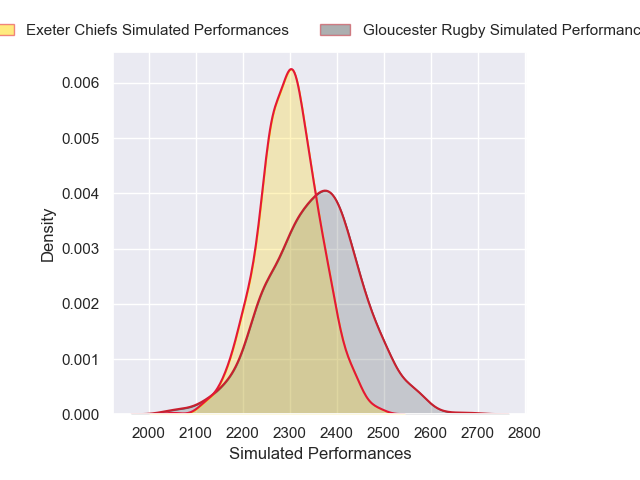 Exeter Chiefs Simulated Performances Gloucester Rugby Simulated Performanc
0.006
0.005
0.004
0.003
0.002
0.001
0.000
Density
2000 2100 2200 2300 2400 2500 2600 2700 2800
Simulated Performances